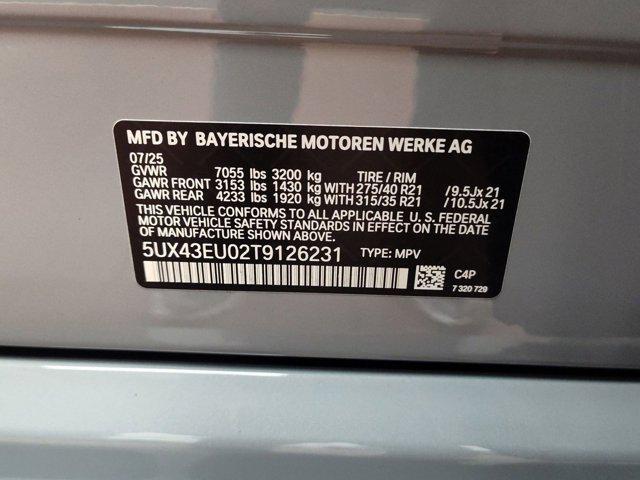 MFD BY BAYERISCHE MOTOREN WERKE AG
07/25
GVWR 7055 lbs 3200 kg TIRE / RIM
GAWR FRONT 3153 lbs 1430 kg WITH 275/40 R21 /9.5Jx 21
GAWR REAR 4233 lbs 1920 kg WITH 315/35 R21 /10.5Jx 21
THIS VEHICLE CONFORMS TO ALL APPLICABLE U. S. FEDERAL
MOTOR VEHICLE SAFETY STANDARDS IN EFFECT ON THE DATE
OF MANUFACTURE SHOWN ABOVE.
5UX43EU02T9126231 TYPE: MPV
C4P
7 320 729